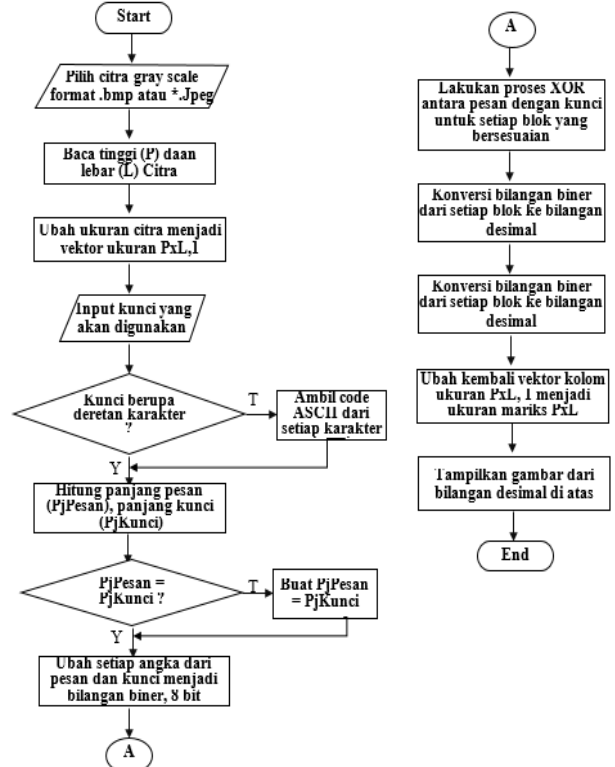 Start
Pilih citra gray scale
format .bmp atau *.Jpeg
Baca tinggi (P) daan
lebar (L) Citra
Ubah ukuran citra menjadi
vektor ukuran PxL,1
Input kunci yang
akan digunakan
Kunci berupa
deretan karakter
?
T
Ambil code
ASCII dari
setiap karakter
Y
Hitung panjang pesan
(PjPesan), panjang kunci
(PjKunci)
PjPesan =
PjKunci ?
T
Buat PjPesan
= PjKunci
Y
Ubah setiap angka dari
pesan dan kunci menjadi
bilangan biner, 8 bit
A
A
Lakukan proses XOR
antara pesan dengan kunci
untuk setiap blok yang
bersesuaian
Konversi bilangan biner
dari setiap blok ke bilangan
desimal
Konversi bilangan biner
dari setiap blok ke bilangan
desimal
Ubah kembali vektor kolom
ukuran PxL, 1 menjadi
ukuran mariks PxL
Tampilkan gambar dari
bilangan desimal di atas
End